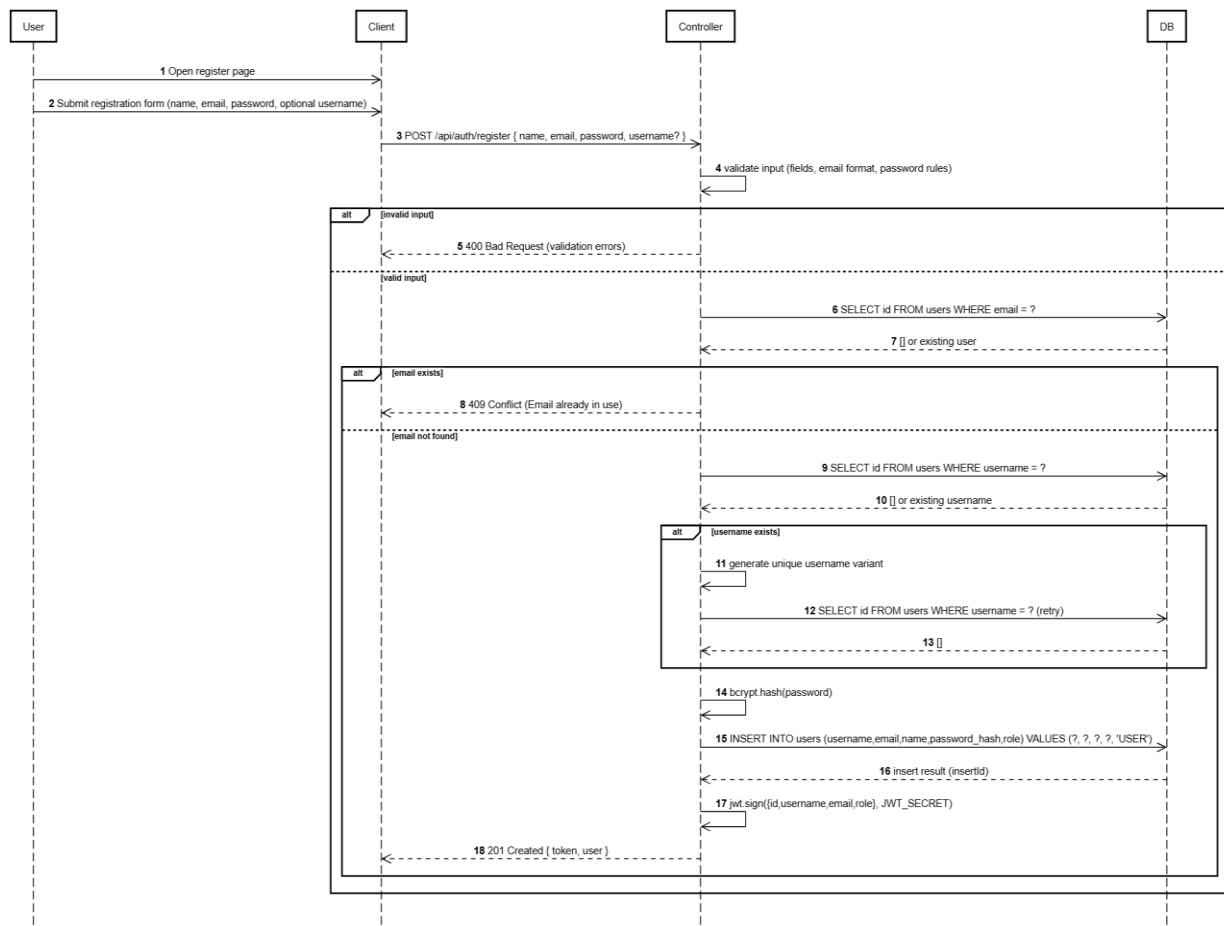 User
Client
Controller
DB
1 Open register page
2 Submit registration form (name, email, password, optional username)
3 POST /api/auth/register { name, email, password, username? }
4 validate input (fields, email format, password rules)
alt [invalid input]
5 400 Bad Request (validation errors)
[valid input]
6 SELECT id FROM users WHERE email = ?
7 [] or existing user
alt [email exists]
8 409 Conflict (Email already in use)
[email not found]
9 SELECT id FROM users WHERE username = ?
10 [] or existing username
alt [username exists]
11 generate unique username variant
12 SELECT id FROM users WHERE username = ? (retry)
13 []
14 bcrypt.hash(password)
15 INSERT INTO users (username,email,name,password_hash,role) VALUES (?, ?, ?, ?, 'USER')
16 insert result (insertId)
17 jwt.sign({id,username,email,role}, JWT_SECRET)
18 201 Created { token, user }